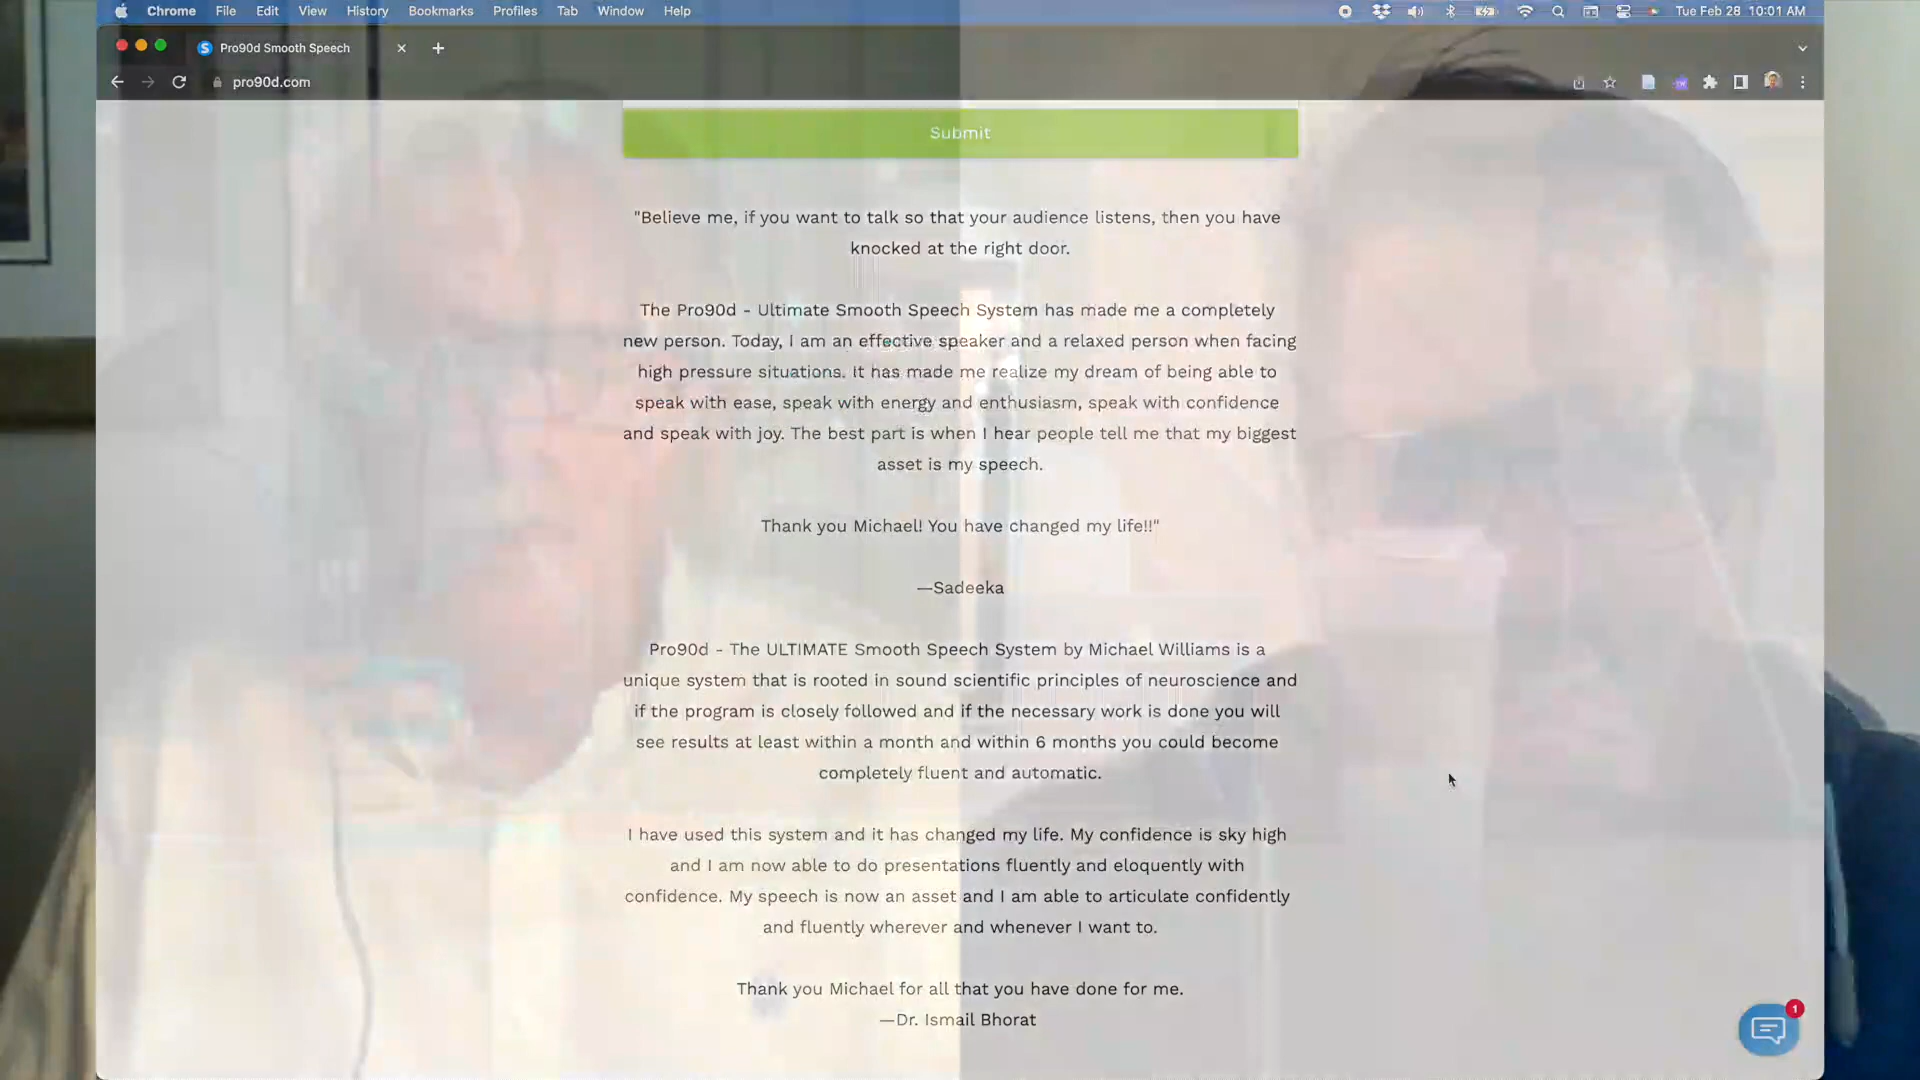 Chrome File Edit View History Bookmarks Profiles Tab Window Help Tue Feb 28 10:01 AM
Pro90d Smooth Speech
pro90d.com
Submit
"Believe me, if you want to talk so that your audience listens, then you have
knocked at the right door.
The Pro90d - Ultimate Smooth Speech System has made me a completely
new person. Today, I am an effective speaker and a relaxed person when facing
high pressure situations. It has made me realize my dream of being able to
speak with ease, speak with energy and enthusiasm, speak with confidence
and speak with joy. The best part is when I hear people tell me that my biggest
asset is my speech.
Thank you Michael! You have changed my life!!"
—Sadeeka
Pro90d - The ULTIMATE Smooth Speech System by Michael Williams is a
unique system that is rooted in sound scientific principles of neuroscience and
if the program is closely followed and if the necessary work is done you will
see results at least within a month and within 6 months you could become
completely fluent and automatic.
I have used this system and it has changed my life. My confidence is sky high
and I am now able to do presentations fluently and eloquently with
confidence. My speech is now an asset and I am able to articulate confidently
and fluently wherever and whenever I want to.
Thank you Michael for all that you have done for me.
—Dr. Ismail Bhorat
1